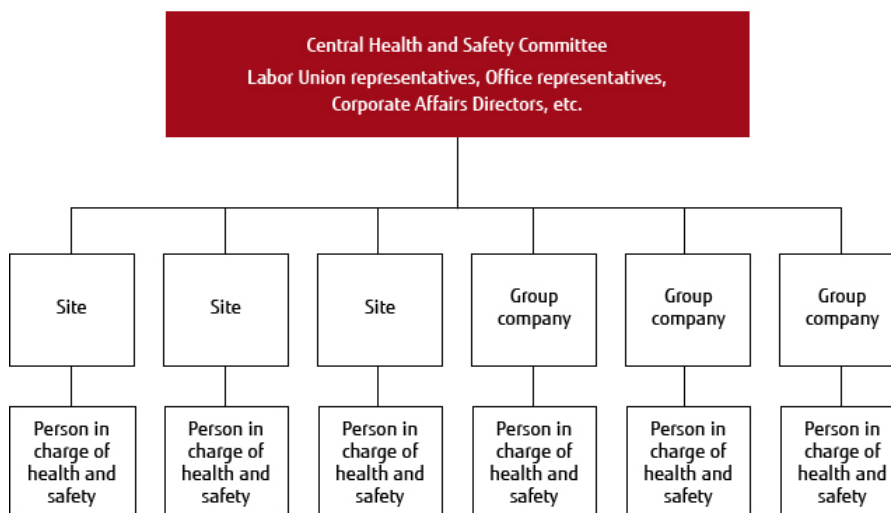 Central Health and Safety Committee
Labor Union representatives, Office representatives,
Corporate Affairs Directors, etc.
Site
Site
Site
Group
company
Group
company
Group
company
Person in
charge of
health and
safety
Person in
charge of
health and
safety
Person in
charge of
health and
safety
Person in
charge of
health and
safety
Person in
charge of
health and
safety
Person in
charge of
health and
safety